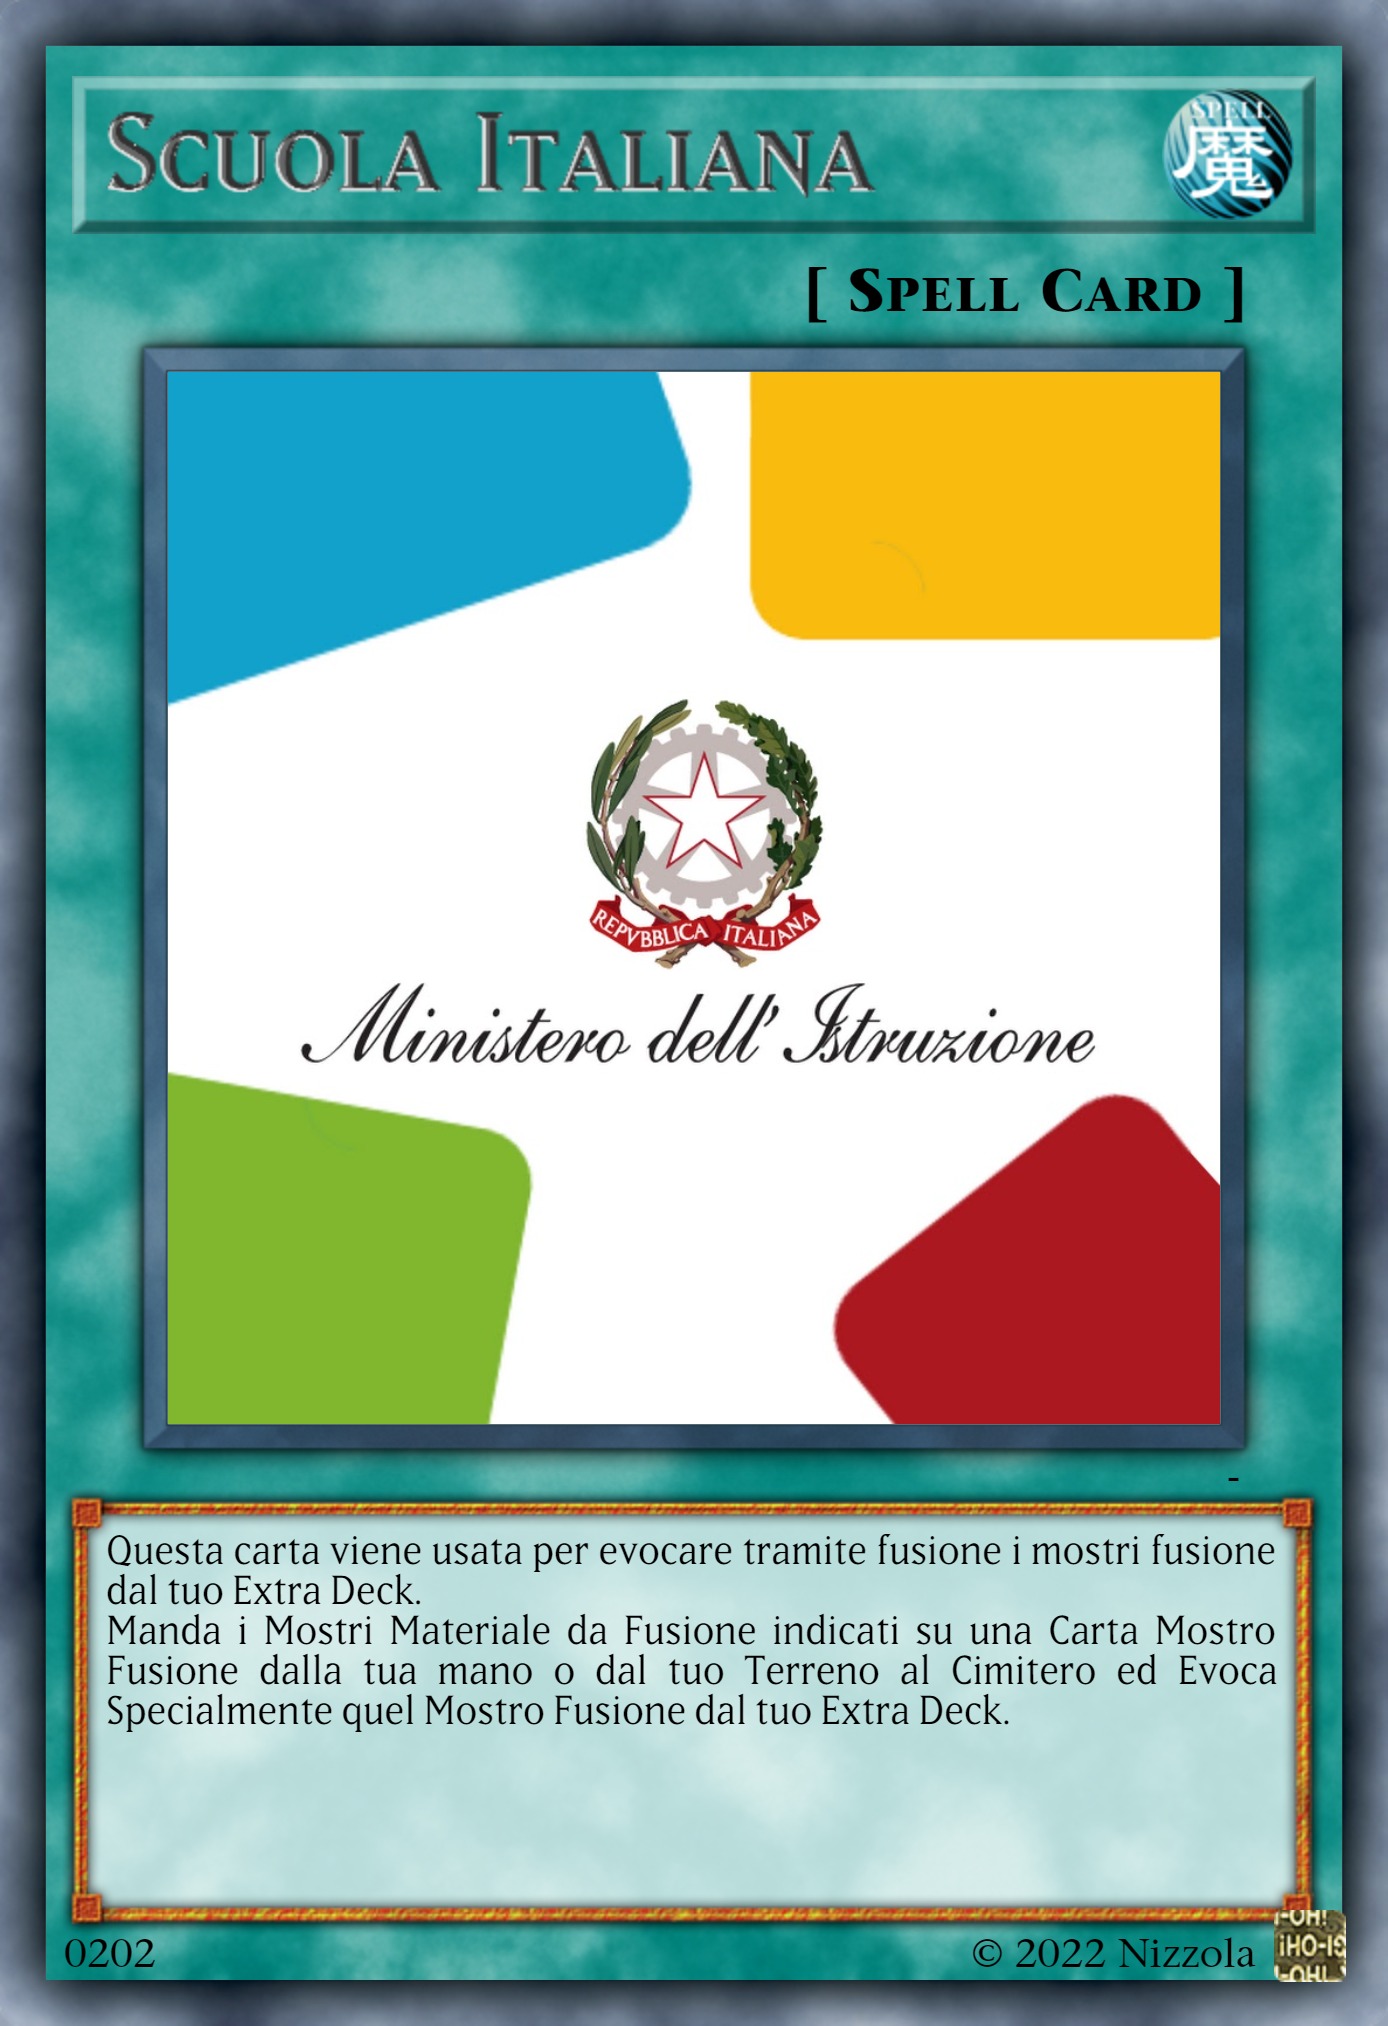 Scuola Italiana
SPELL
魔
[ Spell Card ]
REPVBBLICA ITALIANA
Ministero dell' Istruzione
-
Questa carta viene usata per evocare tramite fusione i mostri fusione
dal tuo Extra Deck.
Manda i Mostri Materiale da Fusione indicati su una Carta Mostro
Fusione dalla tua mano o dal tuo Terreno al Cimitero ed Evoca
Specialmente quel Mostro Fusione dal tuo Extra Deck.
0202
© 2022 Nizzola